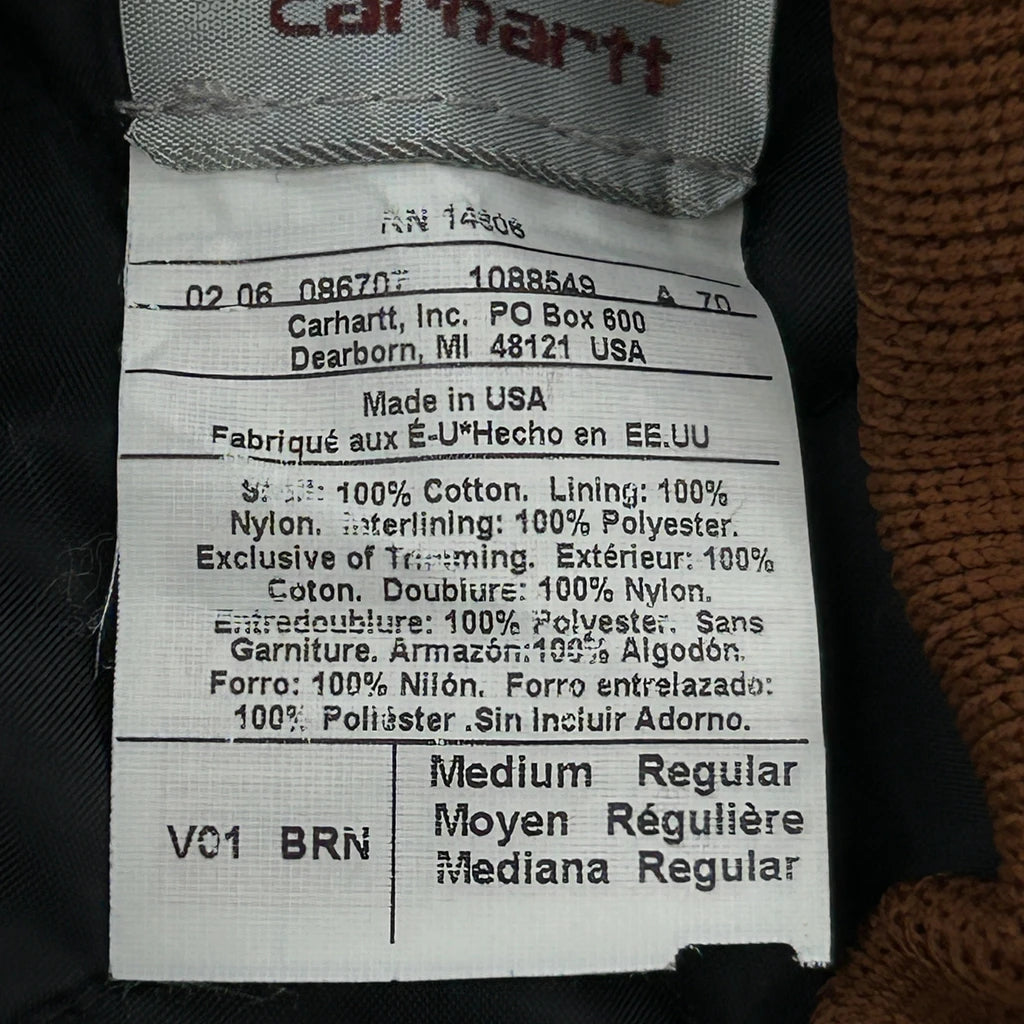 carhartt
RN 14806
02 06 086707 1088549 A 70
Carhartt, Inc. PO Box 600
Dearborn, MI 48121 USA
Made in USA
Fabriqué aux É-U*Hecho en EE.UU
100% Cotton. Lining: 100%
Nylon. Interlining: 100% Polyester.
Exclusive of Trimming. Extérieur: 100%
Coton. Doublure: 100% Nylon.
Entredoublure: 100% Polyester. Sans
Garniture. Armazón:100% Algodón.
Forro: 100% Nilón. Forro entrelazado:
100% Poliéster .Sin Incluir Adorno.
V01 BRN
Medium Regular
Moyen Régulière
Mediana Regular